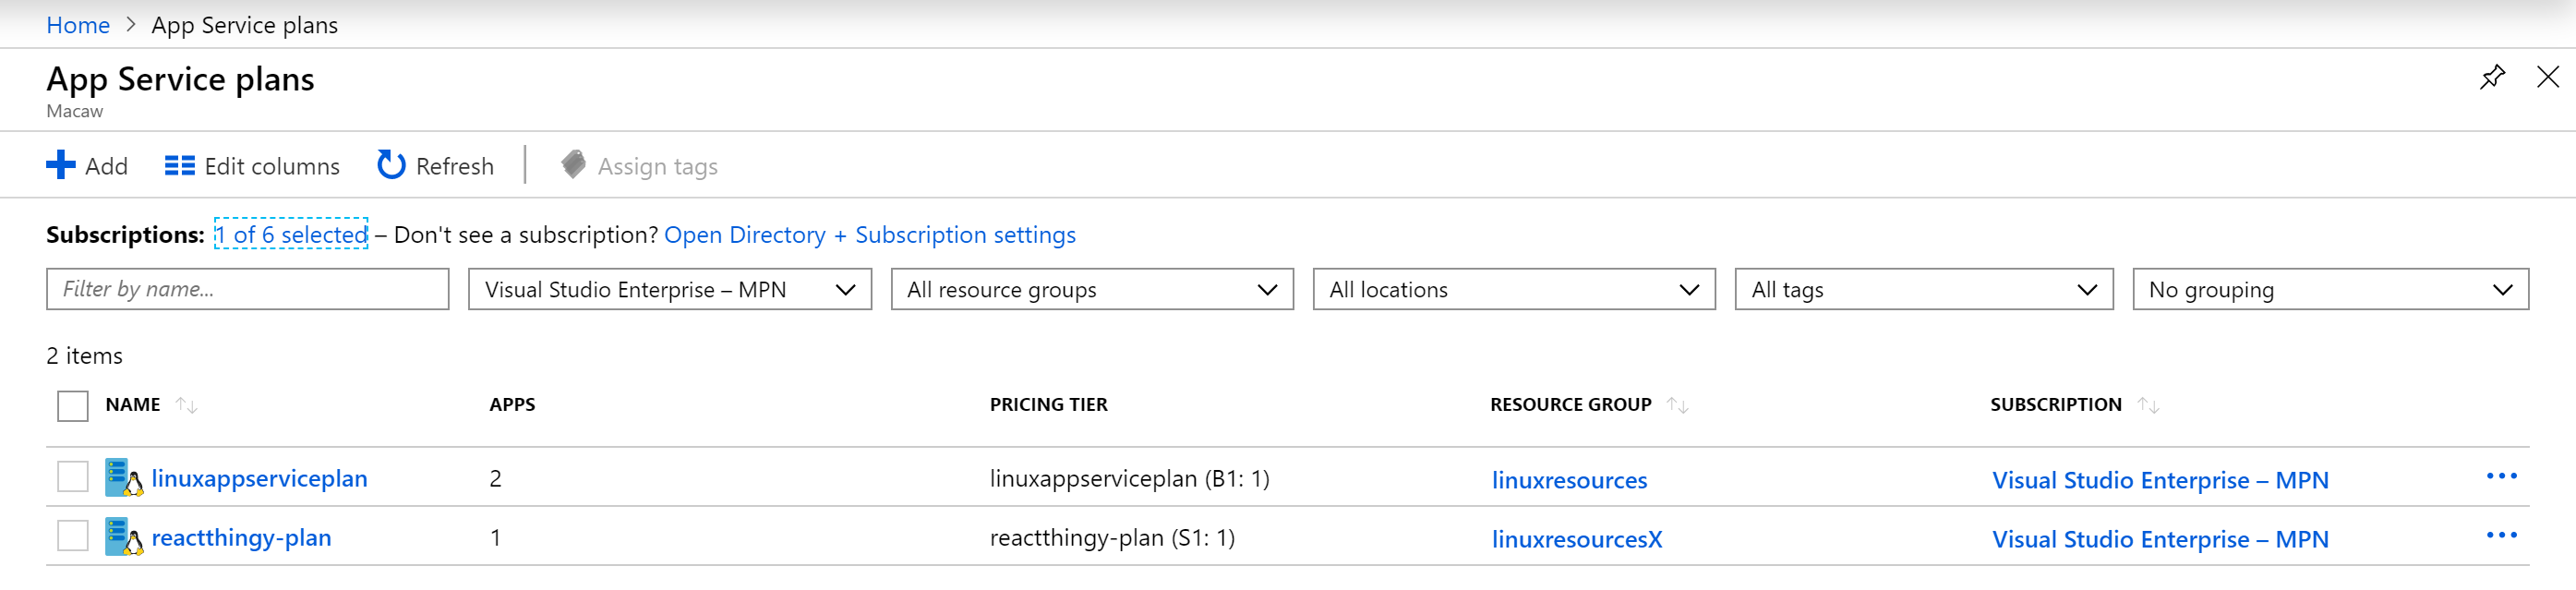 Home > App Service plans
App Service plans
Macaw
Add Edit columns Refresh Assign tags
Subscriptions: 1 of 6 selected – Don't see a subscription? Open Directory + Subscription settings
Filter by name... Visual Studio Enterprise – MPN All resource groups All locations All tags No grouping
2 items
NAME APPS PRICING TIER RESOURCE GROUP SUBSCRIPTION
linuxappserviceplan 2 linuxappserviceplan (B1: 1) linuxresources Visual Studio Enterprise – MPN
reactthingy-plan 1 reactthingy-plan (S1: 1) linuxresourcesX Visual Studio Enterprise – MPN